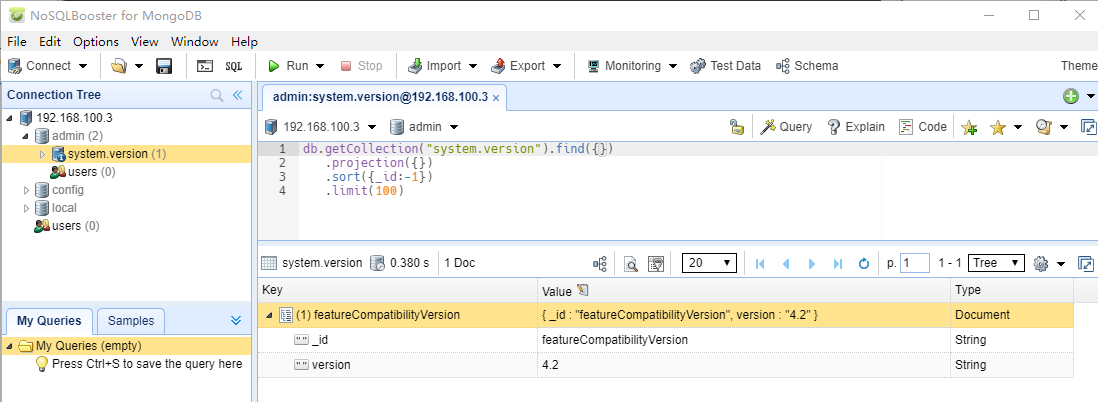 NoSQLBooster for MongoDB
File Edit Options View Window Help
Connect SQL Run Stop Import Export Monitoring Test Data Schema Theme
Connection Tree
192.168.100.3
admin (2)
system.version (1)
users (0)
config
local
users (0)
My Queries Samples
My Queries (empty)
Press Ctrl+S to save the query here
admin:system.version@192.168.100.3 ×
192.168.100.3 admin Query Explain Code
1 db.getCollection("system.version").find({})
2 .projection({})
3 .sort({_id:-1})
4 .limit(100)
system.version 0.380 s 1 Doc 20 p. 1 1 - 1 Tree
Key Value Type
(1) featureCompatibilityVersion { _id : "featureCompatibilityVersion", version : "4.2" } Document
"" _id featureCompatibilityVersion String
"" version 4.2 String